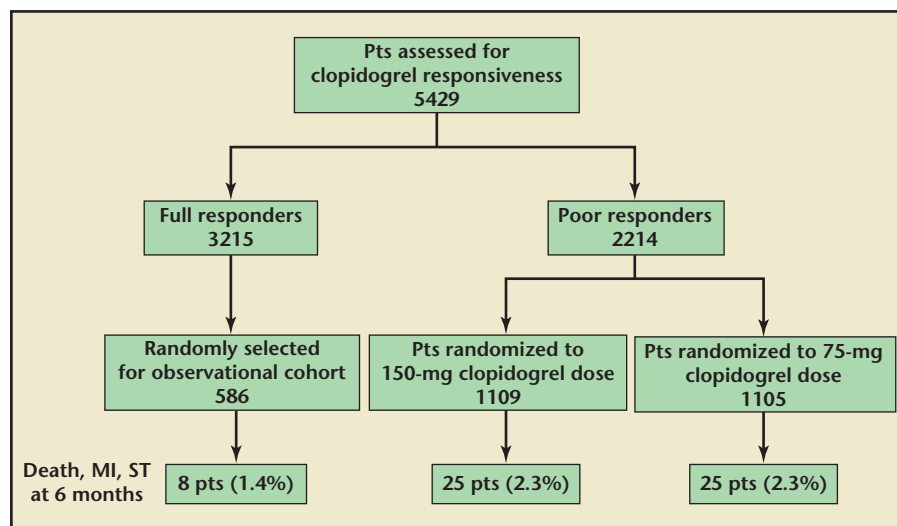 Pts assessed for
clopidogrel responsiveness
5429
Full responders
3215
Poor responders
2214
Randomly selected
for observational cohort
586
Pts randomized to
150-mg clopidogrel dose
1109
Pts randomized to 75-mg
clopidogrel dose
1105
Death, MI, ST
at 6 months
8 pts (1.4%)
25 pts (2.3%)
25 pts (2.3%)